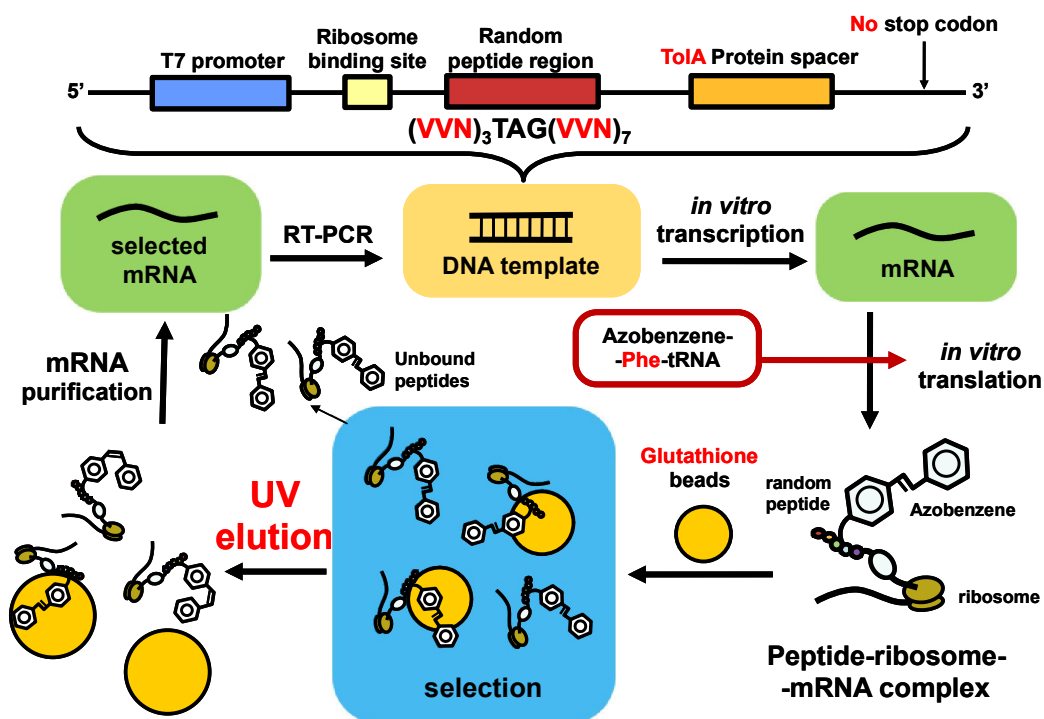 No stop codon
Ribosome
binding site
Random
peptide region
T7 promoter
TolA Protein spacer
5’
3’
(VVN)3TAG(VVN)7
selected
mRNA
RT-PCR
DNA template
in vitro
transcription
mRNA
Azobenzene-
-Phe-tRNA
in vitro
translation
mRNA
purification
Unbound
peptides
UV
elution
selection
Glutathione
beads
random
peptide
Azobenzene
ribosome
Peptide-ribosome-
-mRNA complex